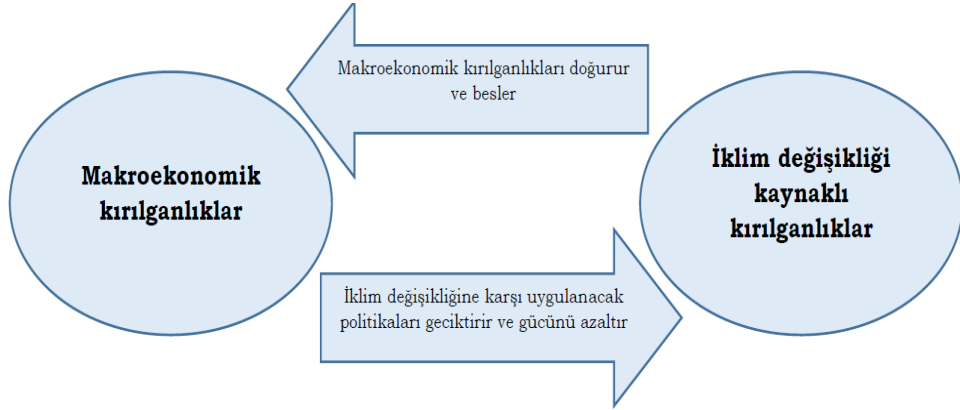 Makroekonomik kırılganlıkları doğurur
ve besler
Makroekonomik
kırılganlıklar
İklim değişikliği
kaynaklı
kırılganlıklar
İklim değişikliğine karşı uygulanacak
politikaları geciktirir ve gücünü azaltır